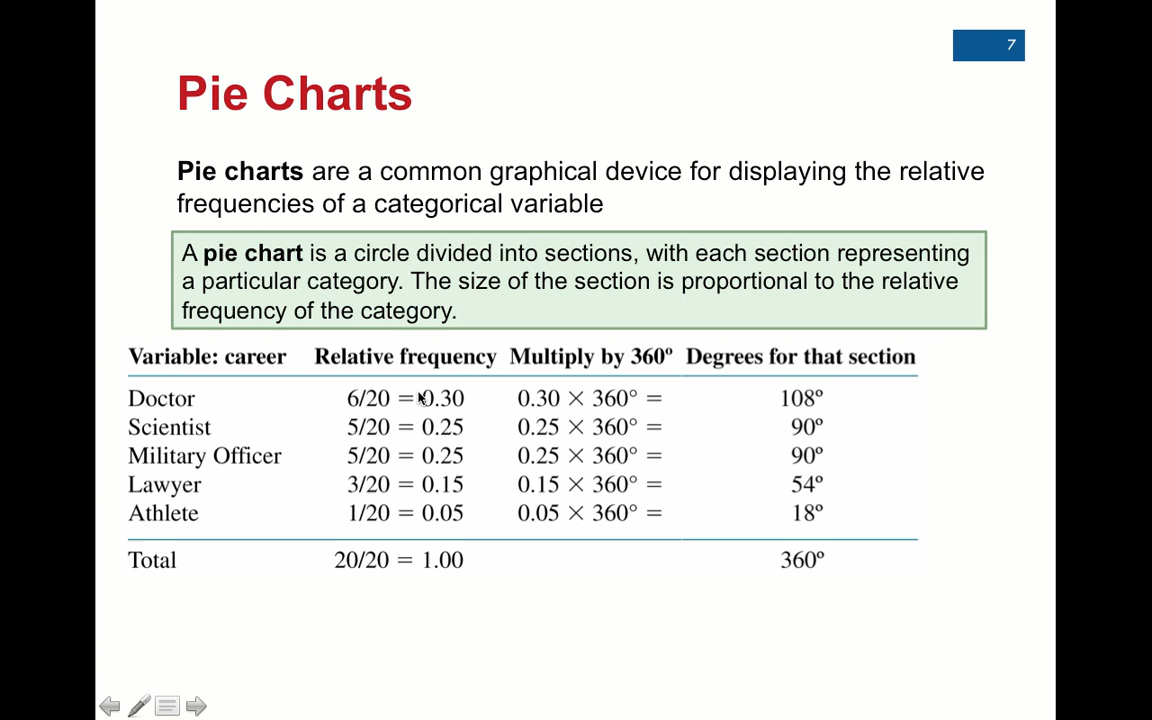 7
Pie Charts
Pie charts are a common graphical device for displaying the relative
frequencies of a categorical variable
A pie chart is a circle divided into sections, with each section representing
a particular category. The size of the section is proportional to the relative
frequency of the category.
Variable: career Relative frequency Multiply by 360º Degrees for that section
Doctor 6/20 = 0.30 0.30 × 360° = 108º
Scientist 5/20 = 0.25 0.25 × 360° = 90º
Military Officer 5/20 = 0.25 0.25 × 360° = 90º
Lawyer 3/20 = 0.15 0.15 × 360° = 54º
Athlete 1/20 = 0.05 0.05 × 360° = 18º
Total 20/20 = 1.00 360º